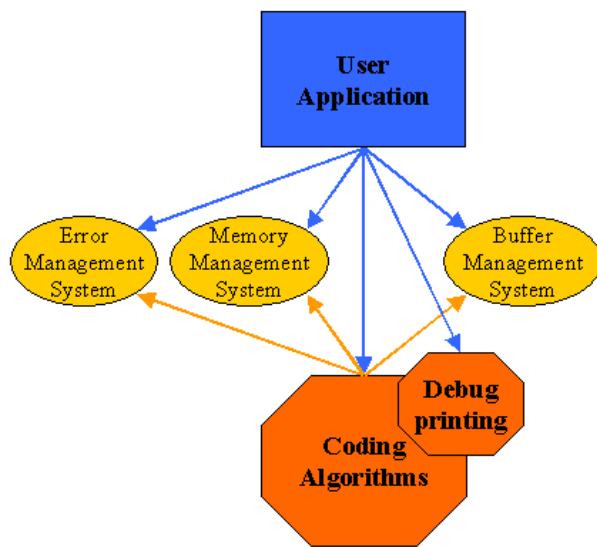 User
Application
Error
Management
System
Memory
Management
System
Buffer
Management
System
Debug
printing
Coding
Algorithms